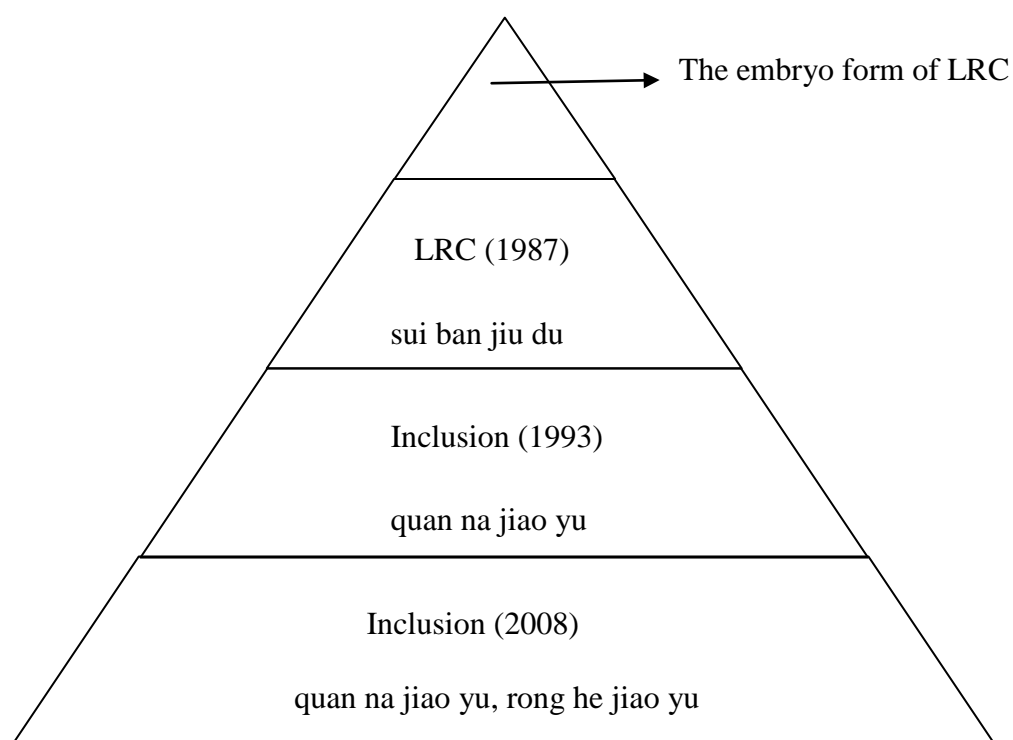 The embryo form of LRC
LRC (1987)
sui ban jiu du
Inclusion (1993)
quan na jiao yu
Inclusion (2008)
quan na jiao yu, rong he jiao yu